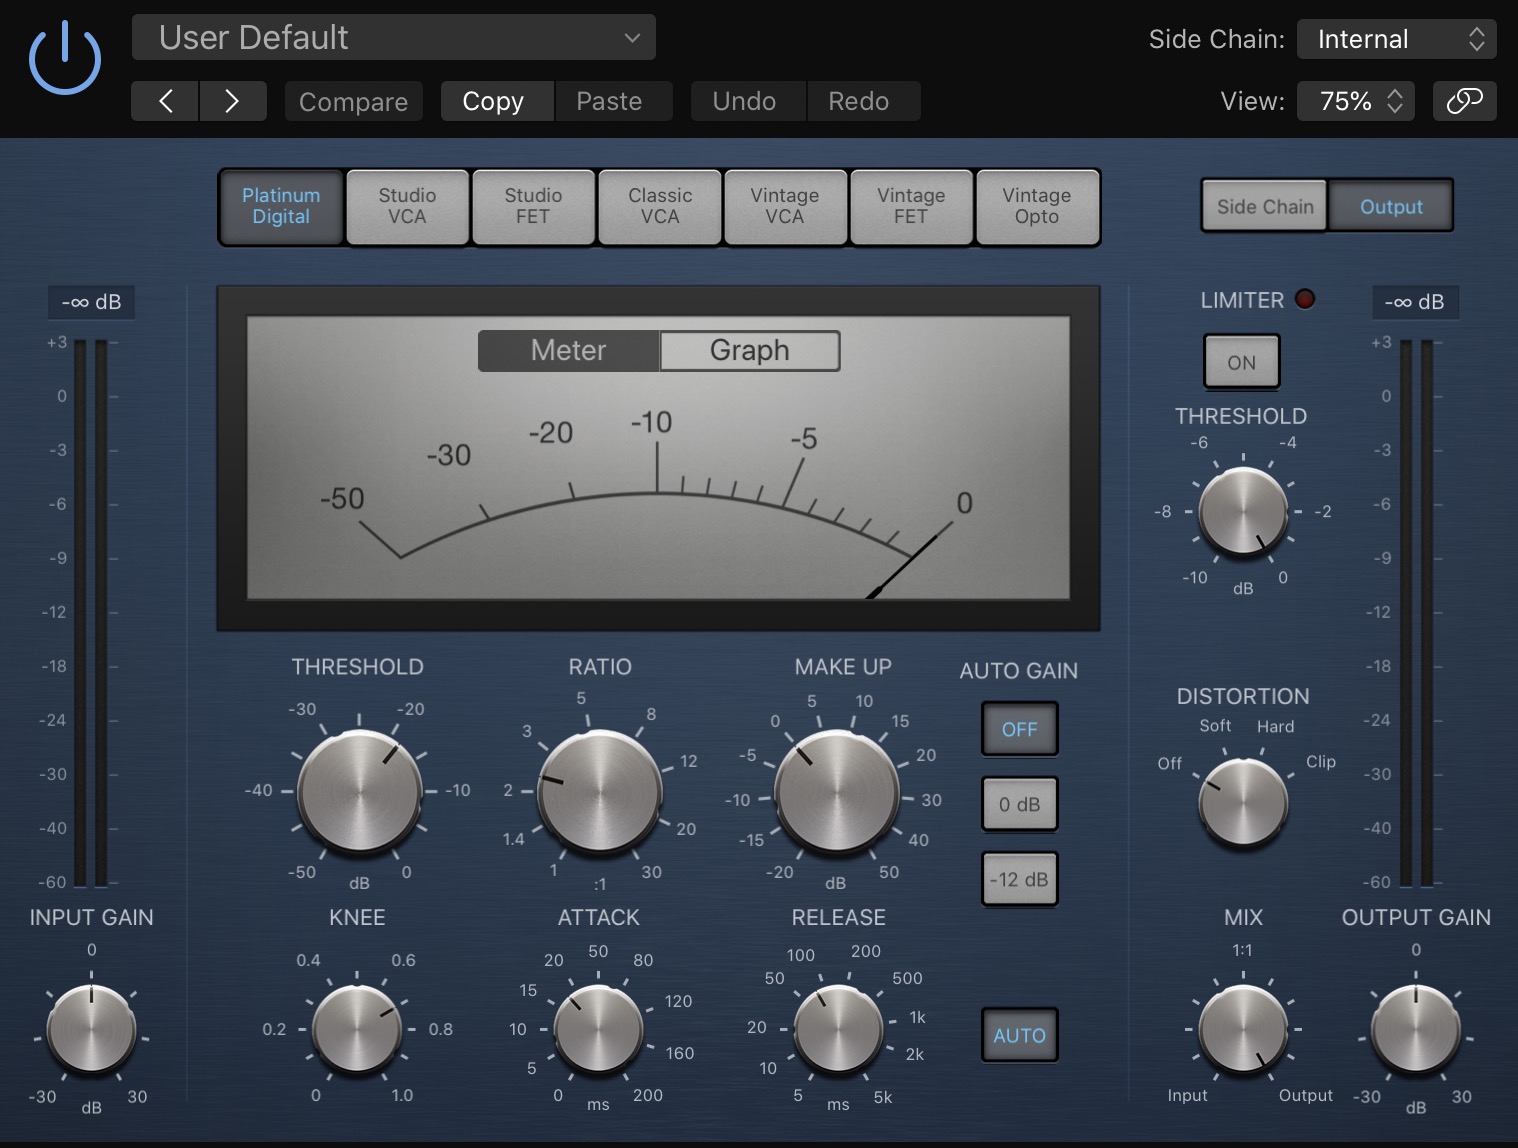 User Default
Side Chain: Internal
Compare Copy Paste Undo Redo
View: 75%
Platinum Digital
Studio VCA
Studio FET
Classic VCA
Vintage VCA
Vintage FET
Vintage Opto
Side Chain Output
-∞ dB
+3
0
-3
-6
-9
-12
-18
-24
-30
-40
-60
INPUT GAIN
0
-30 dB 30
Meter Graph
-50 -30 -20 -10 -5 0
THRESHOLD
-30 -20
-40 -10
-50 dB 0
RATIO
5
3 8
2 12
1.4 20
1 :1 30
MAKE UP
5 10
0 15
-5 20
-10 30
-15 40
-20 dB 50
AUTO GAIN
OFF
0 dB
-12 dB
KNEE
0.4 0.6
0.2 0.8
0 1.0
ATTACK
50
20 80
15 120
10
5 160
0 ms 200
RELEASE
100 200
50 500
20 1k
10 2k
5 ms 5k
AUTO
LIMITER
ON
THRESHOLD
-6 -4
-8 -2
-10 dB 0
DISTORTION
Soft Hard
Off Clip
MIX
1:1
Input Output
-∞ dB
+3
0
-3
-6
-9
-12
-18
-24
-30
-40
-60
OUTPUT GAIN
0
-30 dB 30